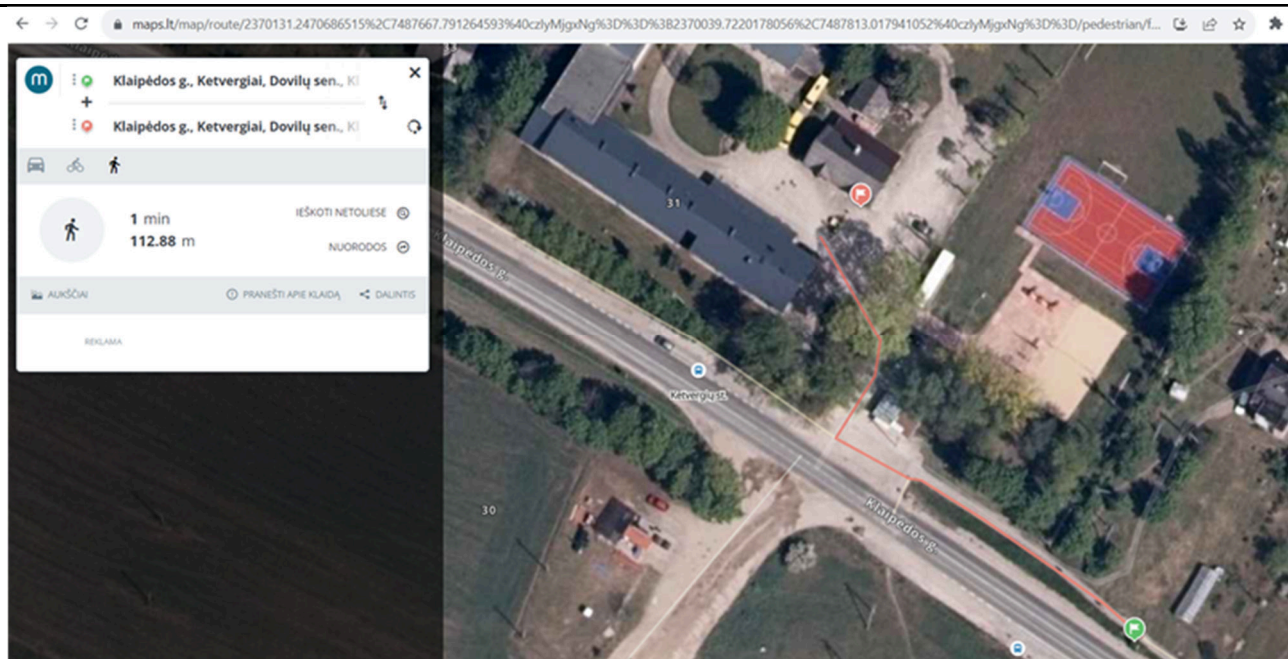 maps.lt/map/route/2370131.2470686515%2C7487667.791264593%40czIyMjgxNg%3D%3D%3B2370039.7220178056%2C7487813.017941052%40czIyMjgxNg%3D%3D/pedestrian/f...
m
Klaipėdos g., Ketvergiai, Dovilų sen., Kl
Klaipėdos g., Ketvergiai, Dovilų sen., Kl
1 min
112.88 m
IEŠKOTI NETOLIESE
NUORODOS
AUKŠČIAI
PRANEŠTI APIE KLAIDĄ
DALINTIS
REKLAMA
31
Klaipėdos g.
Ketvergių st.
30
Klaipėdos g.